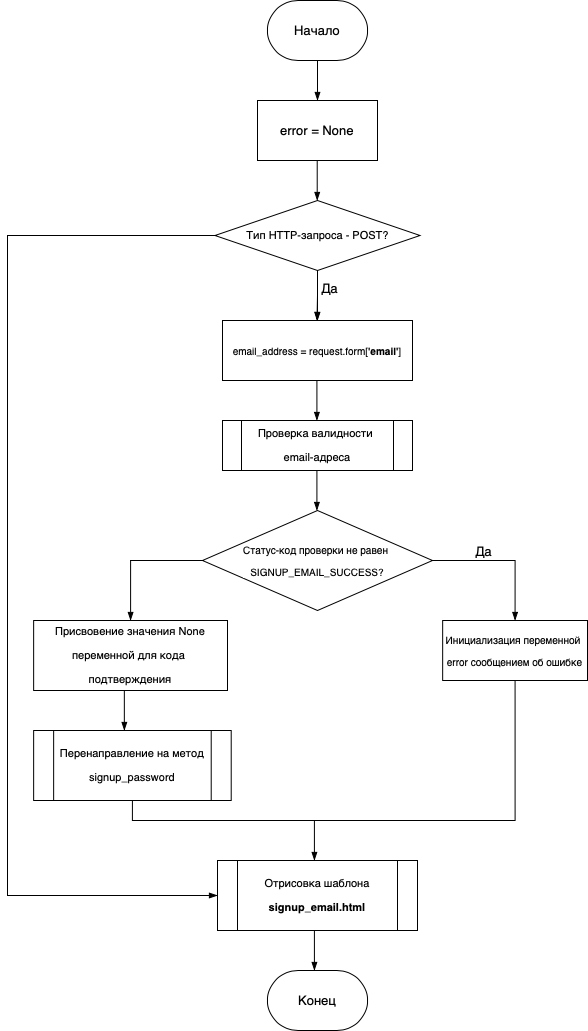 Начало
error = None
Тип HTTP-запроса - POST?
Да
email_address = request.form['email']
Проверка валидности
email-адреса
Статус-код проверки не равен
SIGNUP_EMAIL_SUCCESS?
Да
Присвовение значения None
переменной для кода
подтверждения
Инициализация переменной
error сообщением об ошибке
Перенаправление на метод
signup_password
Отрисовка шаблона
signup_email.html
Конец